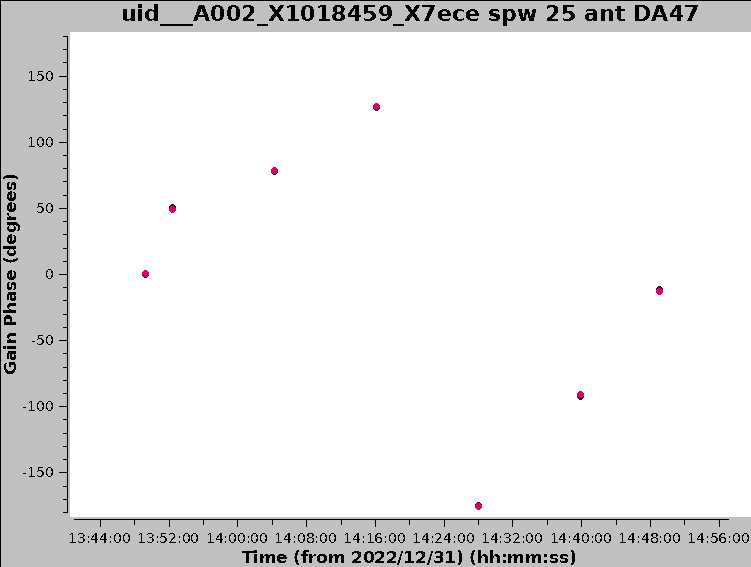 uid___A002_X1018459_X7ece spw 25 ant DA47
150
100
50
0
-50
-100
-150
Gain Phase (degrees)
13:44:00 13:52:00 14:00:00 14:08:00 14:16:00 14:24:00 14:32:00 14:40:00 14:48:00 14:56:00
Time (from 2022/12/31) (hh:mm:ss)